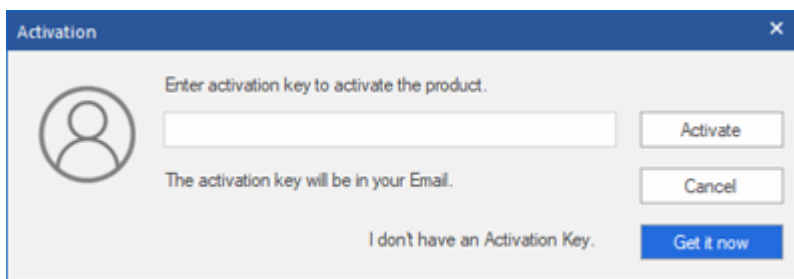 Activation
Enter activation key to activate the product.
Activate
The activation key will be in your Email.
Cancel
I don't have an Activation Key.
Get it now